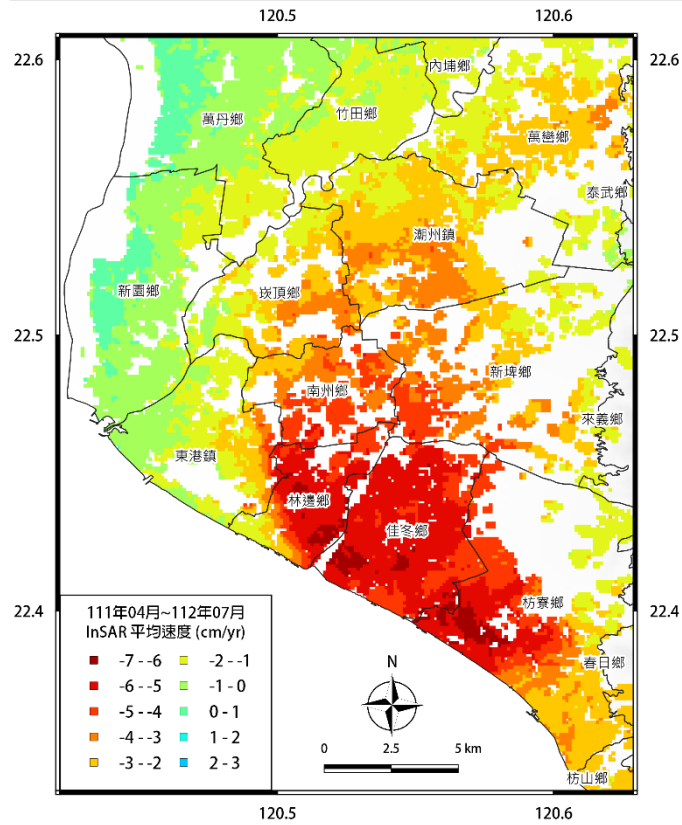 120.5 120.6
22.6 22.6
內埔鄉
竹田鄉
萬丹鄉
萬巒鄉
泰武鄉
潮州鎮
新園鄉
崁頂鄉
22.5 22.5
新埤鄉
南州鄉
來義鄉
東港鎮
林邊鄉
佳冬鄉
枋寮鄉
22.4 22.4
春日鄉
枋山鄉
111年04月~112年07月
InSAR 平均速度 (cm/yr)
-7 - -6 -2 - -1
-6 - -5 -1 - 0
-5 - -4 0 - 1
-4 - -3 1 - 2
-3 - -2 2 - 3
N
0 2.5 5 km
120.5 120.6